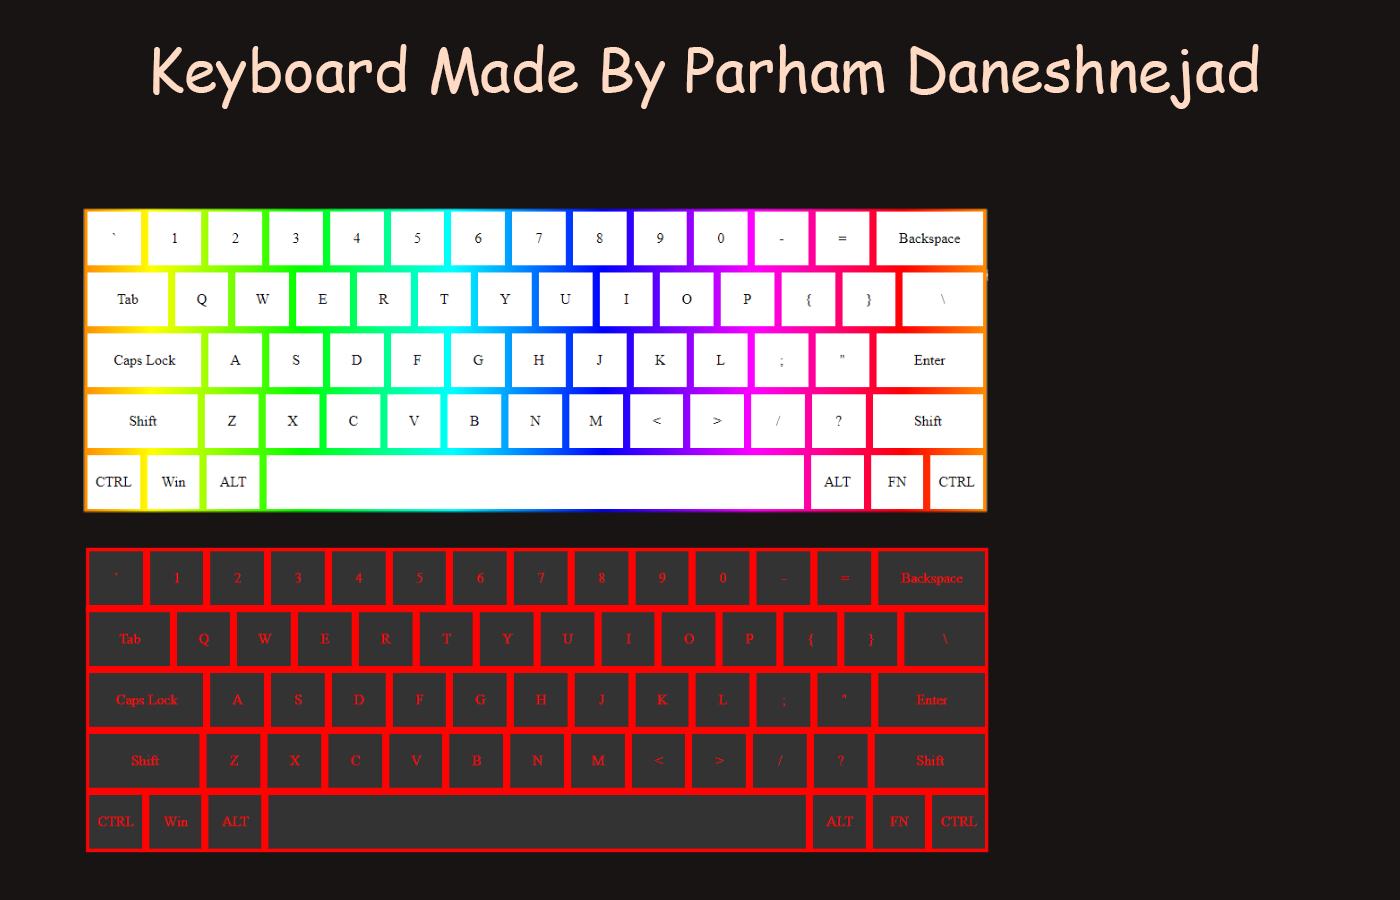 Keyboard Made By Parham Daneshnejad
` 1 2 3 4 5 6 7 8 9 0 - = Backspace
Tab Q W E R T Y U I O P { } \
Caps Lock A S D F G H J K L ; " Enter
Shift Z X C V B N M < > / ? Shift
CTRL Win ALT ALT FN CTRL
` 1 2 3 4 5 6 7 8 9 0 - = Backspace
Tab Q W E R T Y U I O P { } \
Caps Lock A S D F G H J K L ; " Enter
Shift Z X C V B N M < > / ? Shift
CTRL Win ALT ALT FN CTRL